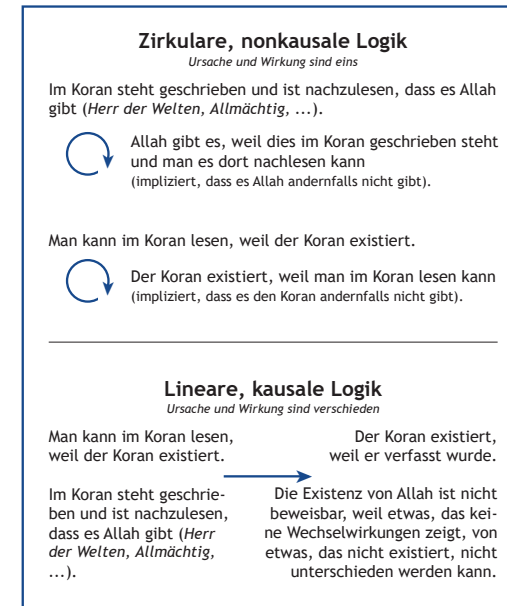 Zirkulare, nonkausale Logik
Ursache und Wirkung sind eins
Im Koran steht geschrieben und ist nachzulesen, dass es Allah
gibt (Herr der Welten, Allmächtig, ...).
Allah gibt es, weil dies im Koran geschrieben steht
und man es dort nachlesen kann
(impliziert, dass es Allah andernfalls nicht gibt).
Man kann im Koran lesen, weil der Koran existiert.
Der Koran existiert, weil man im Koran lesen kann
(impliziert, dass es den Koran andernfalls nicht gibt).
Lineare, kausale Logik
Ursache und Wirkung sind verschieden
Man kann im Koran lesen,
weil der Koran existiert.
Der Koran existiert,
weil er verfasst wurde.
Im Koran steht geschrie-
ben und ist nachzulesen,
dass es Allah gibt (Herr
der Welten, Allmächtig,
...).
Die Existenz von Allah ist nicht
beweisbar, weil etwas, das kei-
ne Wechselwirkungen zeigt, von
etwas, das nicht existiert, nicht
unterschieden werden kann.